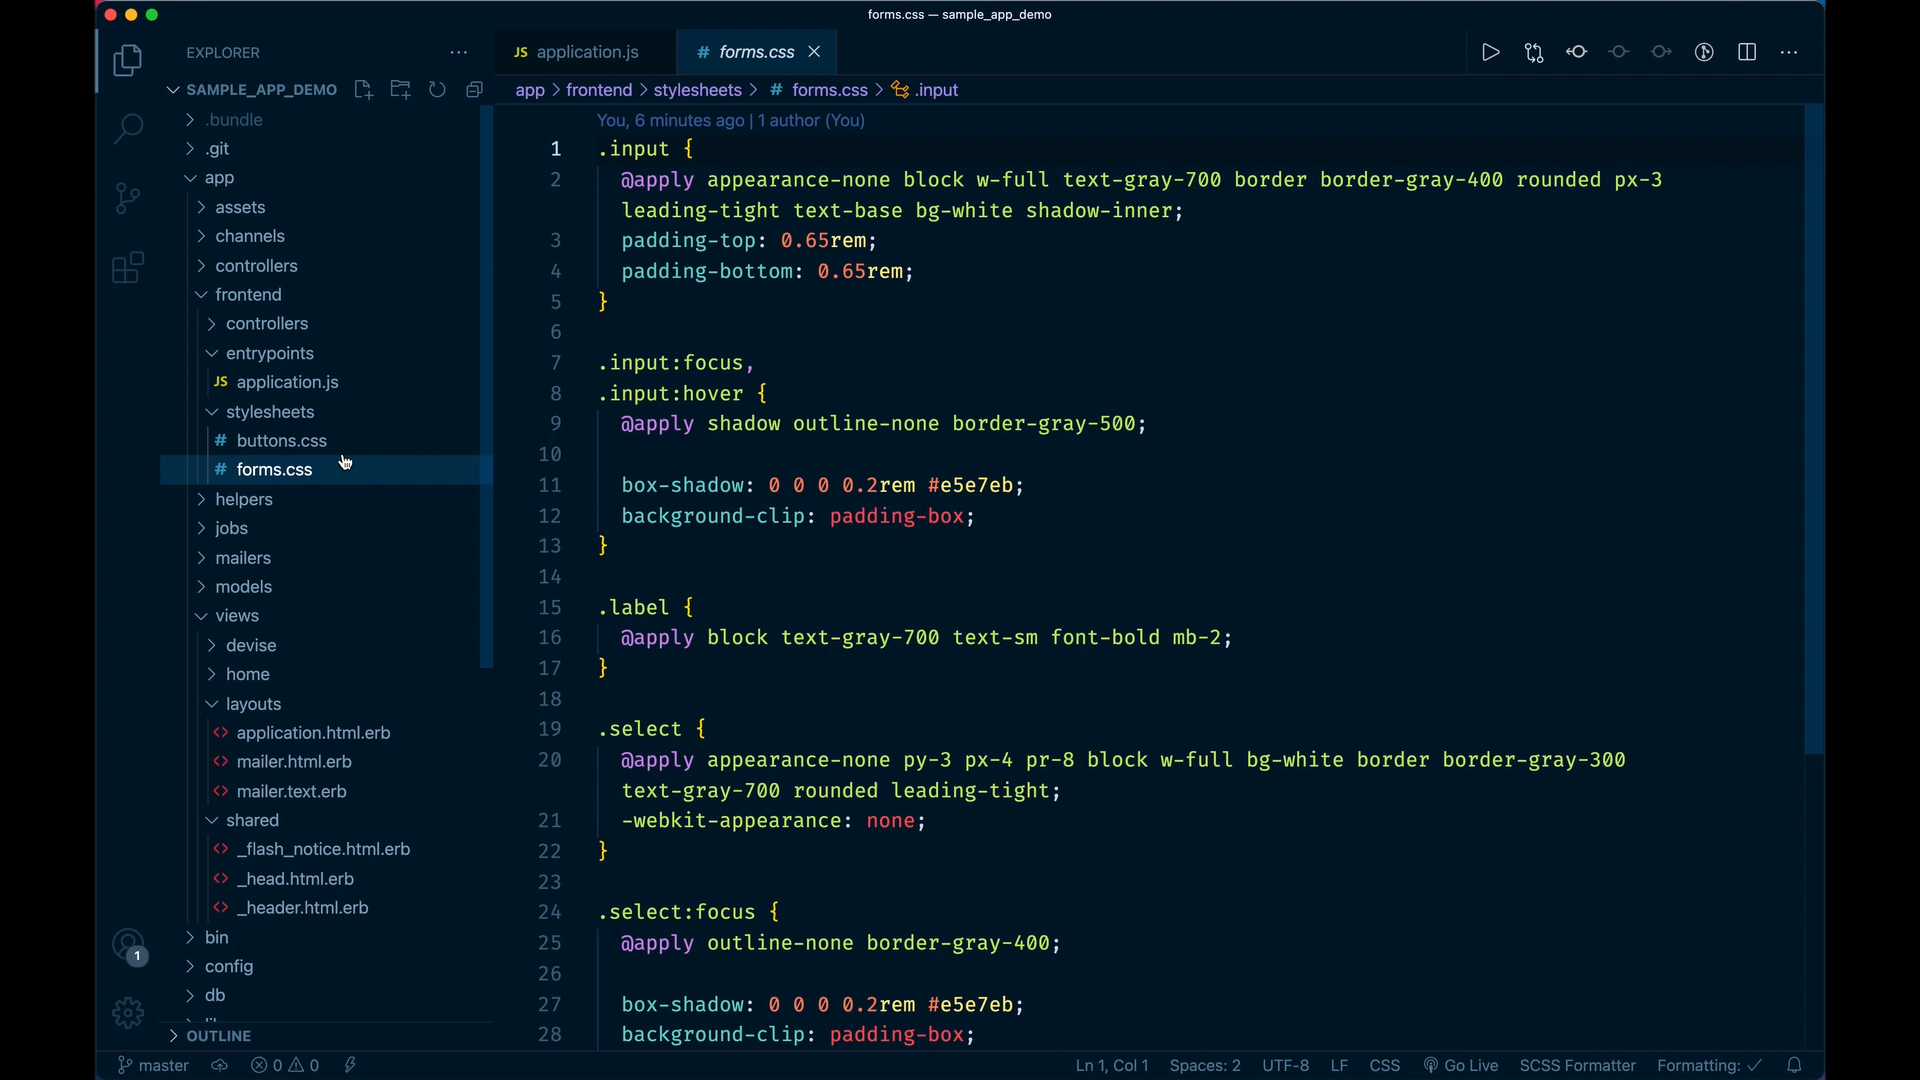 forms.css — sample_app_demo
EXPLORER
SAMPLE_APP_DEMO
.bundle
.git
app
assets
channels
controllers
frontend
controllers
entrypoints
JS application.js
stylesheets
# buttons.css
# forms.css
helpers
jobs
mailers
models
views
devise
home
layouts
<> application.html.erb
<> mailer.html.erb
<> mailer.text.erb
shared
<> _flash_notice.html.erb
<> _head.html.erb
<> _header.html.erb
bin
config
db
OUTLINE
JS application.js
# forms.css
app > frontend > stylesheets > # forms.css > .input
You, 6 minutes ago | 1 author (You)
1 .input {
2 @apply appearance-none block w-full text-gray-700 border border-gray-400 rounded px-3
leading-tight text-base bg-white shadow-inner;
3 padding-top: 0.65rem;
4 padding-bottom: 0.65rem;
5 }
6
7 .input:focus,
8 .input:hover {
9 @apply shadow outline-none border-gray-500;
10
11 box-shadow: 0 0 0 0.2rem #e5e7eb;
12 background-clip: padding-box;
13 }
14
15 .label {
16 @apply block text-gray-700 text-sm font-bold mb-2;
17 }
18
19 .select {
20 @apply appearance-none py-3 px-4 pr-8 block w-full bg-white border border-gray-300
text-gray-700 rounded leading-tight;
21 -webkit-appearance: none;
22 }
23
24 .select:focus {
25 @apply outline-none border-gray-400;
26
27 box-shadow: 0 0 0 0.2rem #e5e7eb;
28 background-clip: padding-box;
1
master 0 0 Ln 1, Col 1 Spaces: 2 UTF-8 LF CSS Go Live SCSS Formatter Formatting: ✓